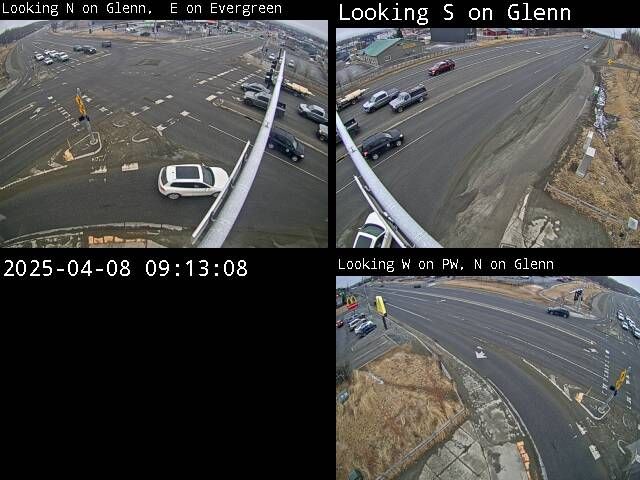 Looking N on Glenn,  E on Evergreen
Looking S on Glenn
2025-04-08 09:13:08
Looking W on PW, N on Glenn